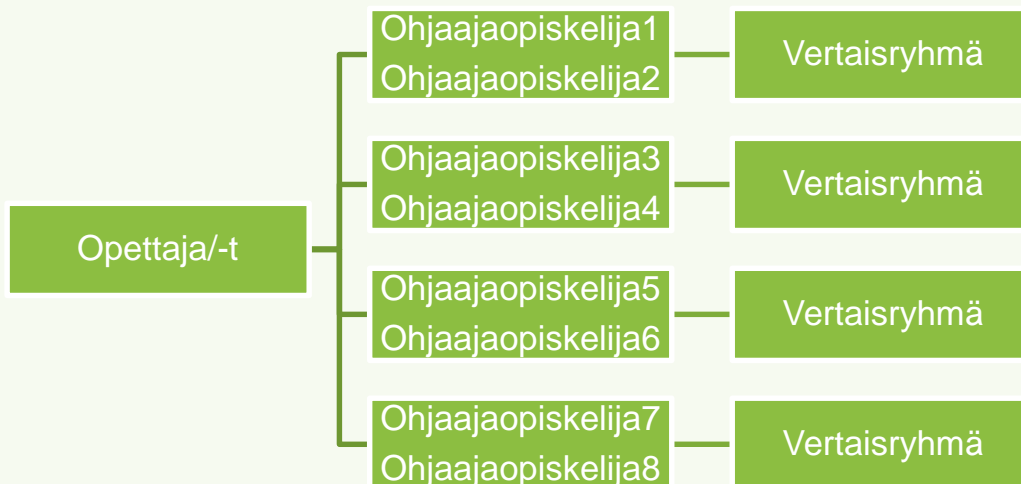 Opettaja/-t
Ohjaajaopiskelija1
Ohjaajaopiskelija2
Vertaisryhmä
Ohjaajaopiskelija3
Ohjaajaopiskelija4
Vertaisryhmä
Ohjaajaopiskelija5
Ohjaajaopiskelija6
Vertaisryhmä
Ohjaajaopiskelija7
Ohjaajaopiskelija8
Vertaisryhmä